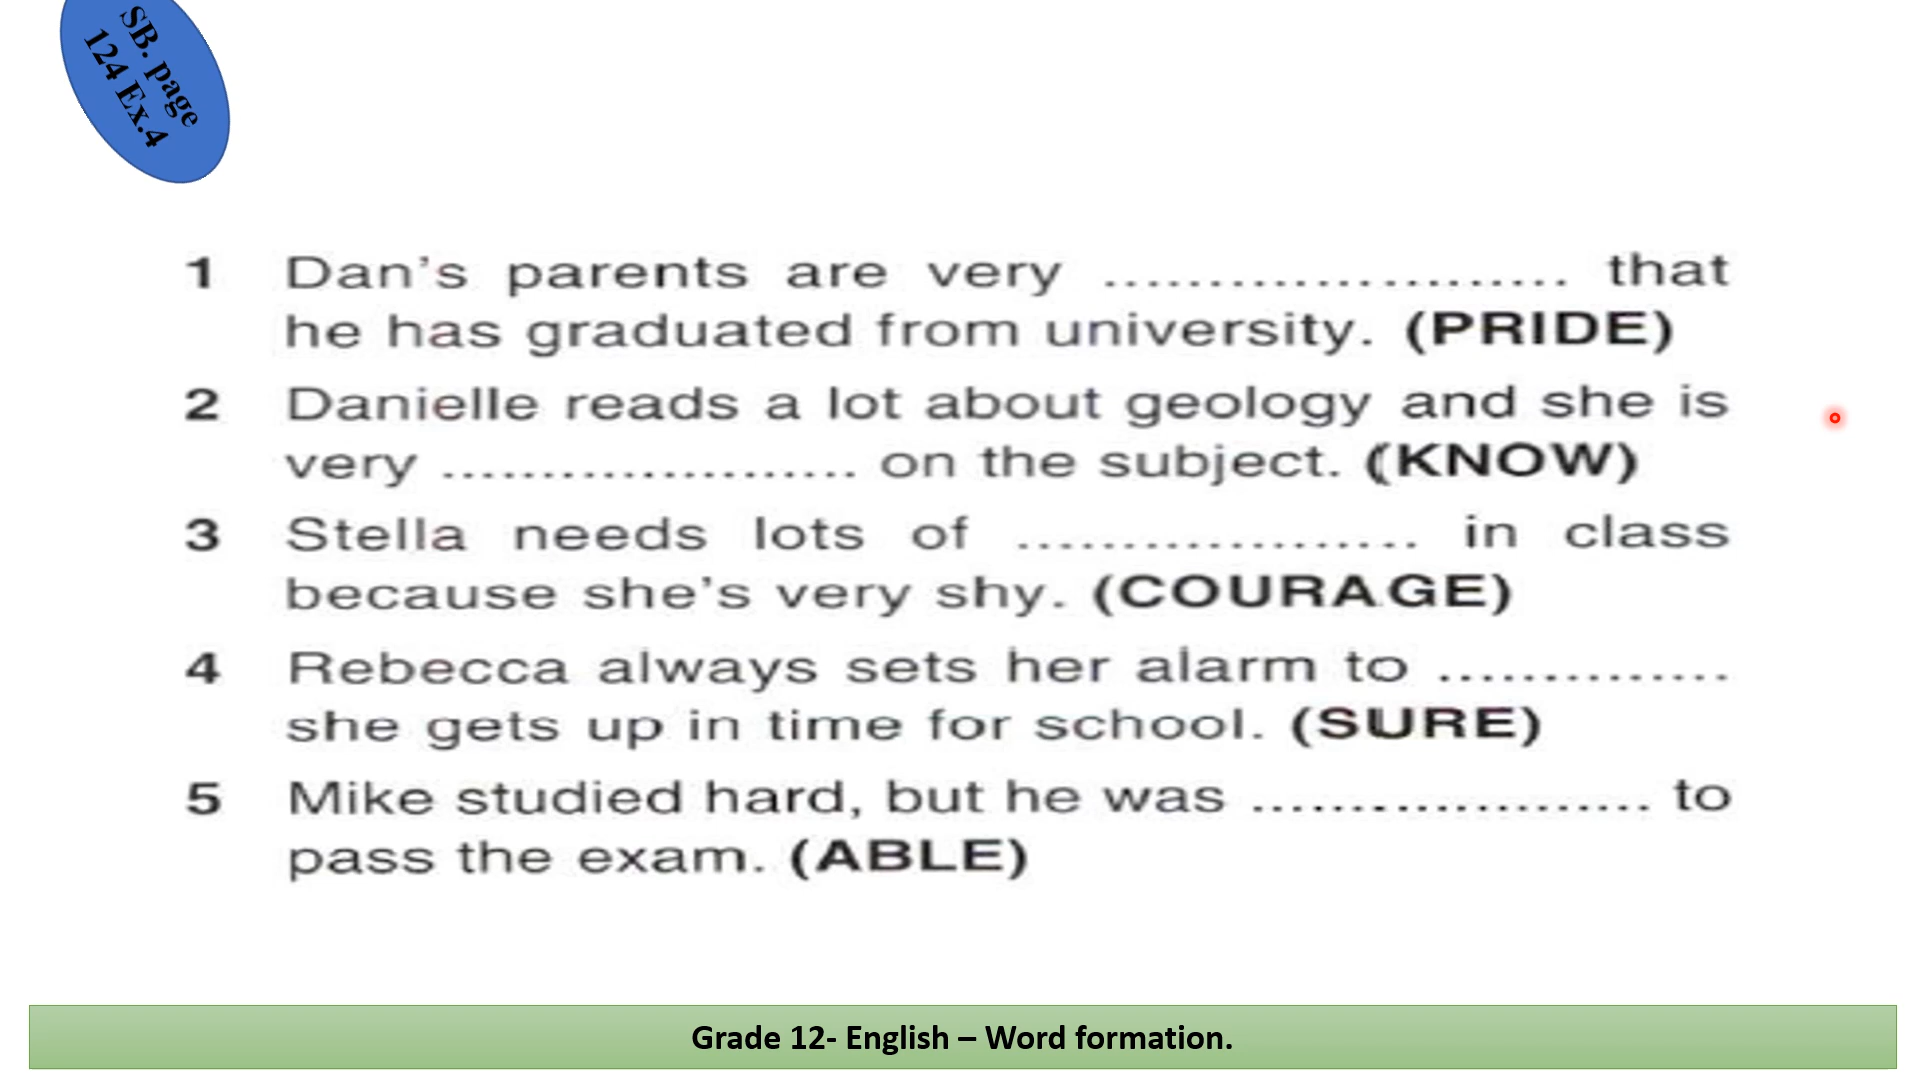 SB. page
124 Ex.4
1 Dan's parents are very ...................... that
he has graduated from university. (PRIDE)
2 Danielle reads a lot about geology and she is
very .................... on the subject. (KNOW)
3 Stella needs lots of ................... in class
because she's very shy. (COURAGE)
4 Rebecca always sets her alarm to ..............
she gets up in time for school. (SURE)
5 Mike studied hard, but he was ................... to
pass the exam. (ABLE)
Grade 12- English – Word formation.